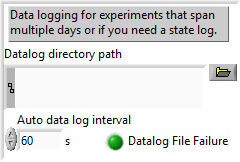 Data logging for experiments that span
multiple days or if you need a state log.
Datalog directory path
Auto data log interval
60 s Datalog File Failure